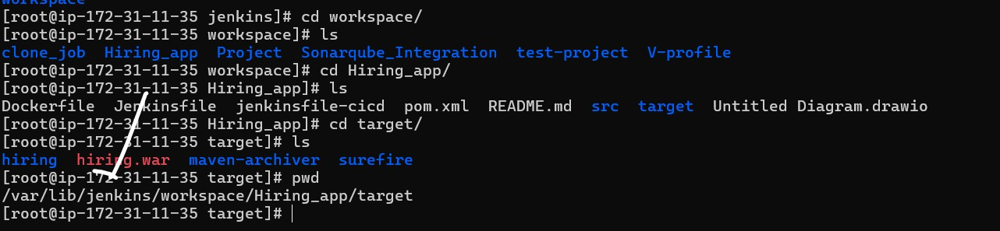 workspace
[root@ip-172-31-11-35 jenkins]# cd workspace/
[root@ip-172-31-11-35 workspace]# ls
clone_job  Hiring_app  Project  Sonarqube_Integration  test-project  V-profile
[root@ip-172-31-11-35 workspace]# cd Hiring_app/
[root@ip-172-31-11-35 Hiring_app]# ls
Dockerfile  Jenkinsfile  jenkinsfile-cicd  pom.xml  README.md  src  target  Untitled Diagram.drawio
[root@ip-172-31-11-35 Hiring_app]# cd target/
[root@ip-172-31-11-35 target]# ls
hiring  hiring.war  maven-archiver  surefire
[root@ip-172-31-11-35 target]# pwd
/var/lib/jenkins/workspace/Hiring_app/target
[root@ip-172-31-11-35 target]#